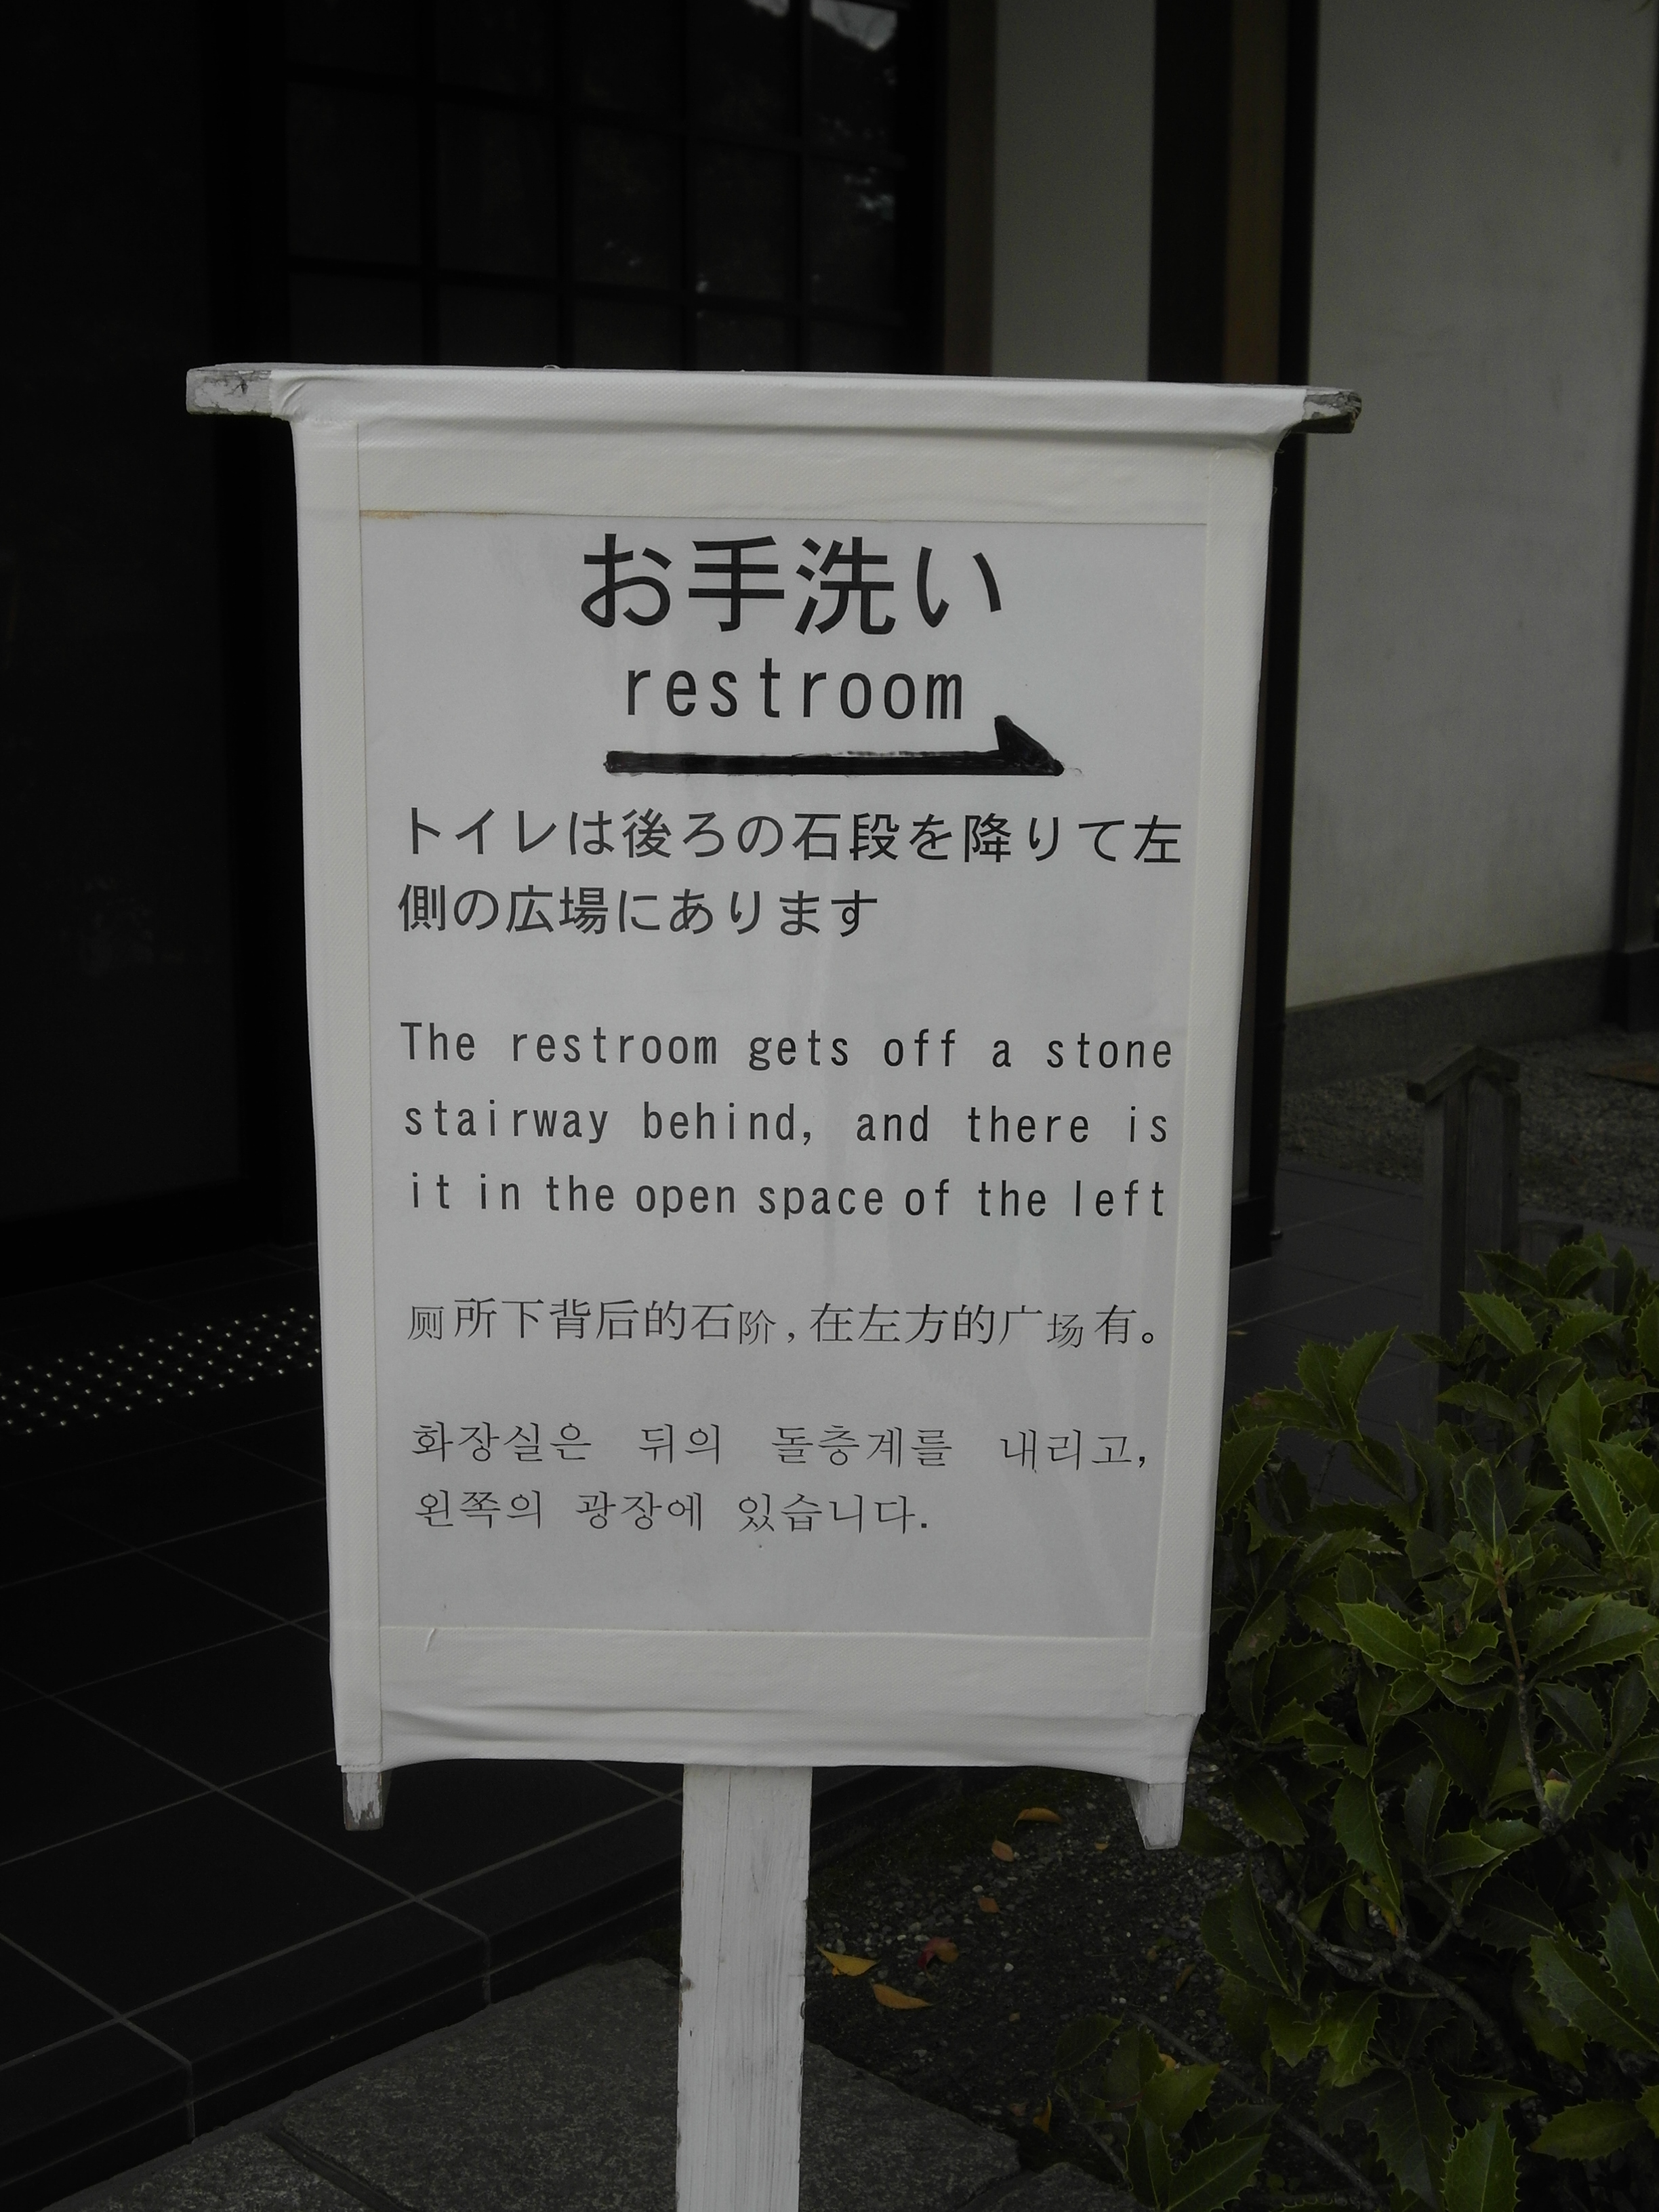 お手洗い
restroom
トイレは後ろの石段を降りて左
側の広場にあります
The restroom gets off a stone
stairway behind, and there is
it in the open space of the left
厕所下背后的石阶,在左方的广场有。
화장실은 뒤의 돌층계를 내리고,
왼쪽의 광장에 있습니다.